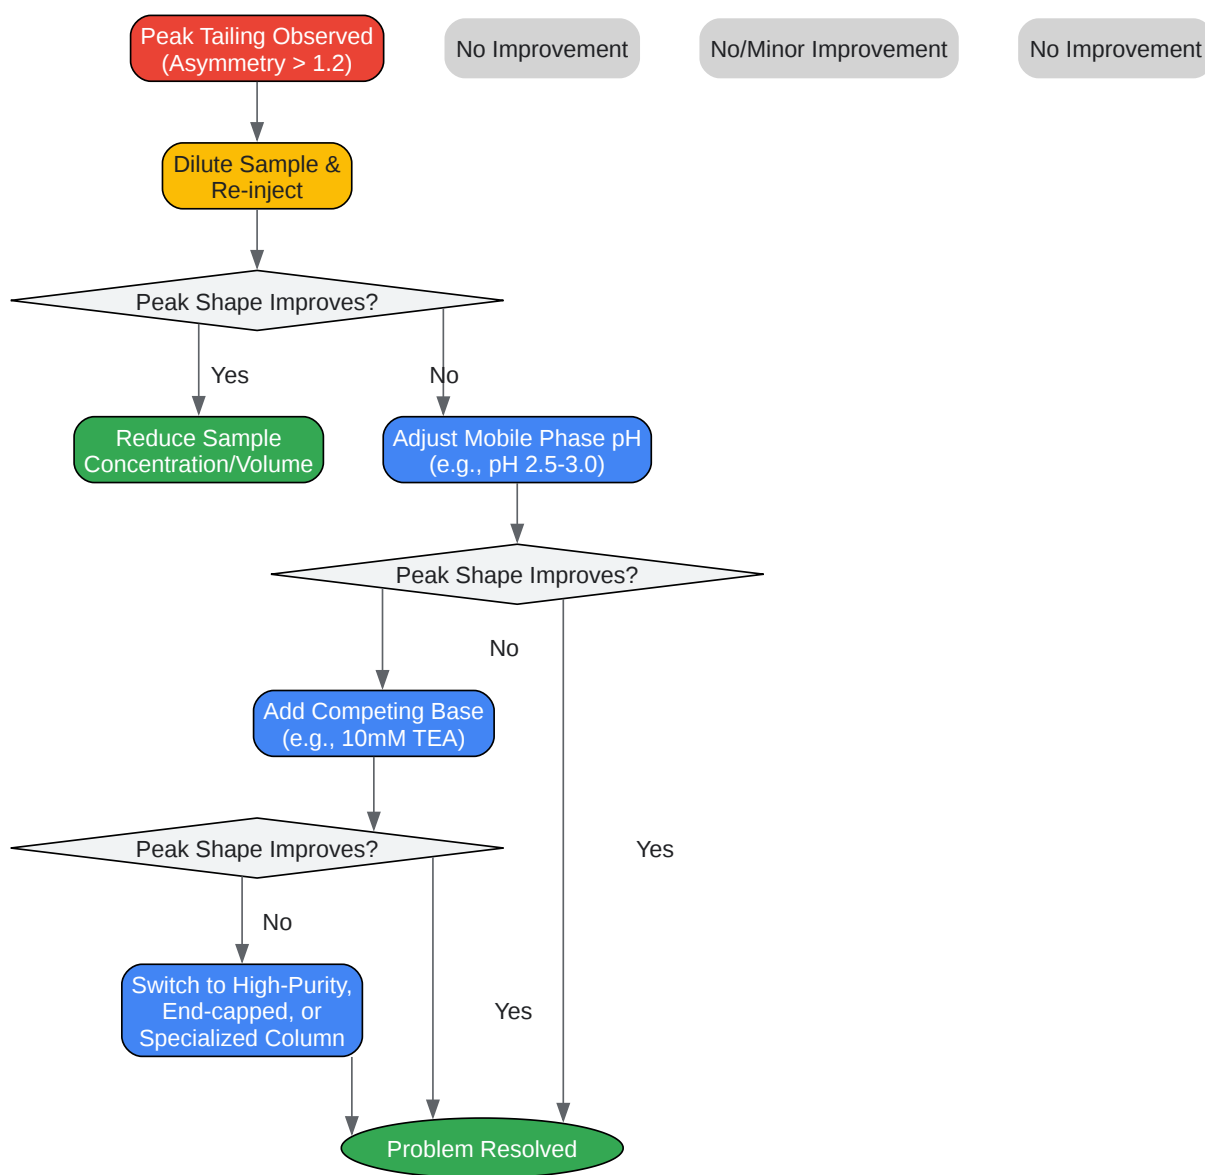 Peak Tailing Observed
(Asymmetry > 1.2)
No Improvement
No/Minor Improvement
No Improvement
Dilute Sample &
Re-inject
Peak Shape Improves?
Yes
No
Reduce Sample
Concentration/Volume
Adjust Mobile Phase pH
(e.g., pH 2.5-3.0)
Peak Shape Improves?
No
Add Competing Base
(e.g., 10mM TEA)
Peak Shape Improves?
Yes
No
Switch to High-Purity,
End-capped, or
Specialized Column
Yes
Problem Resolved